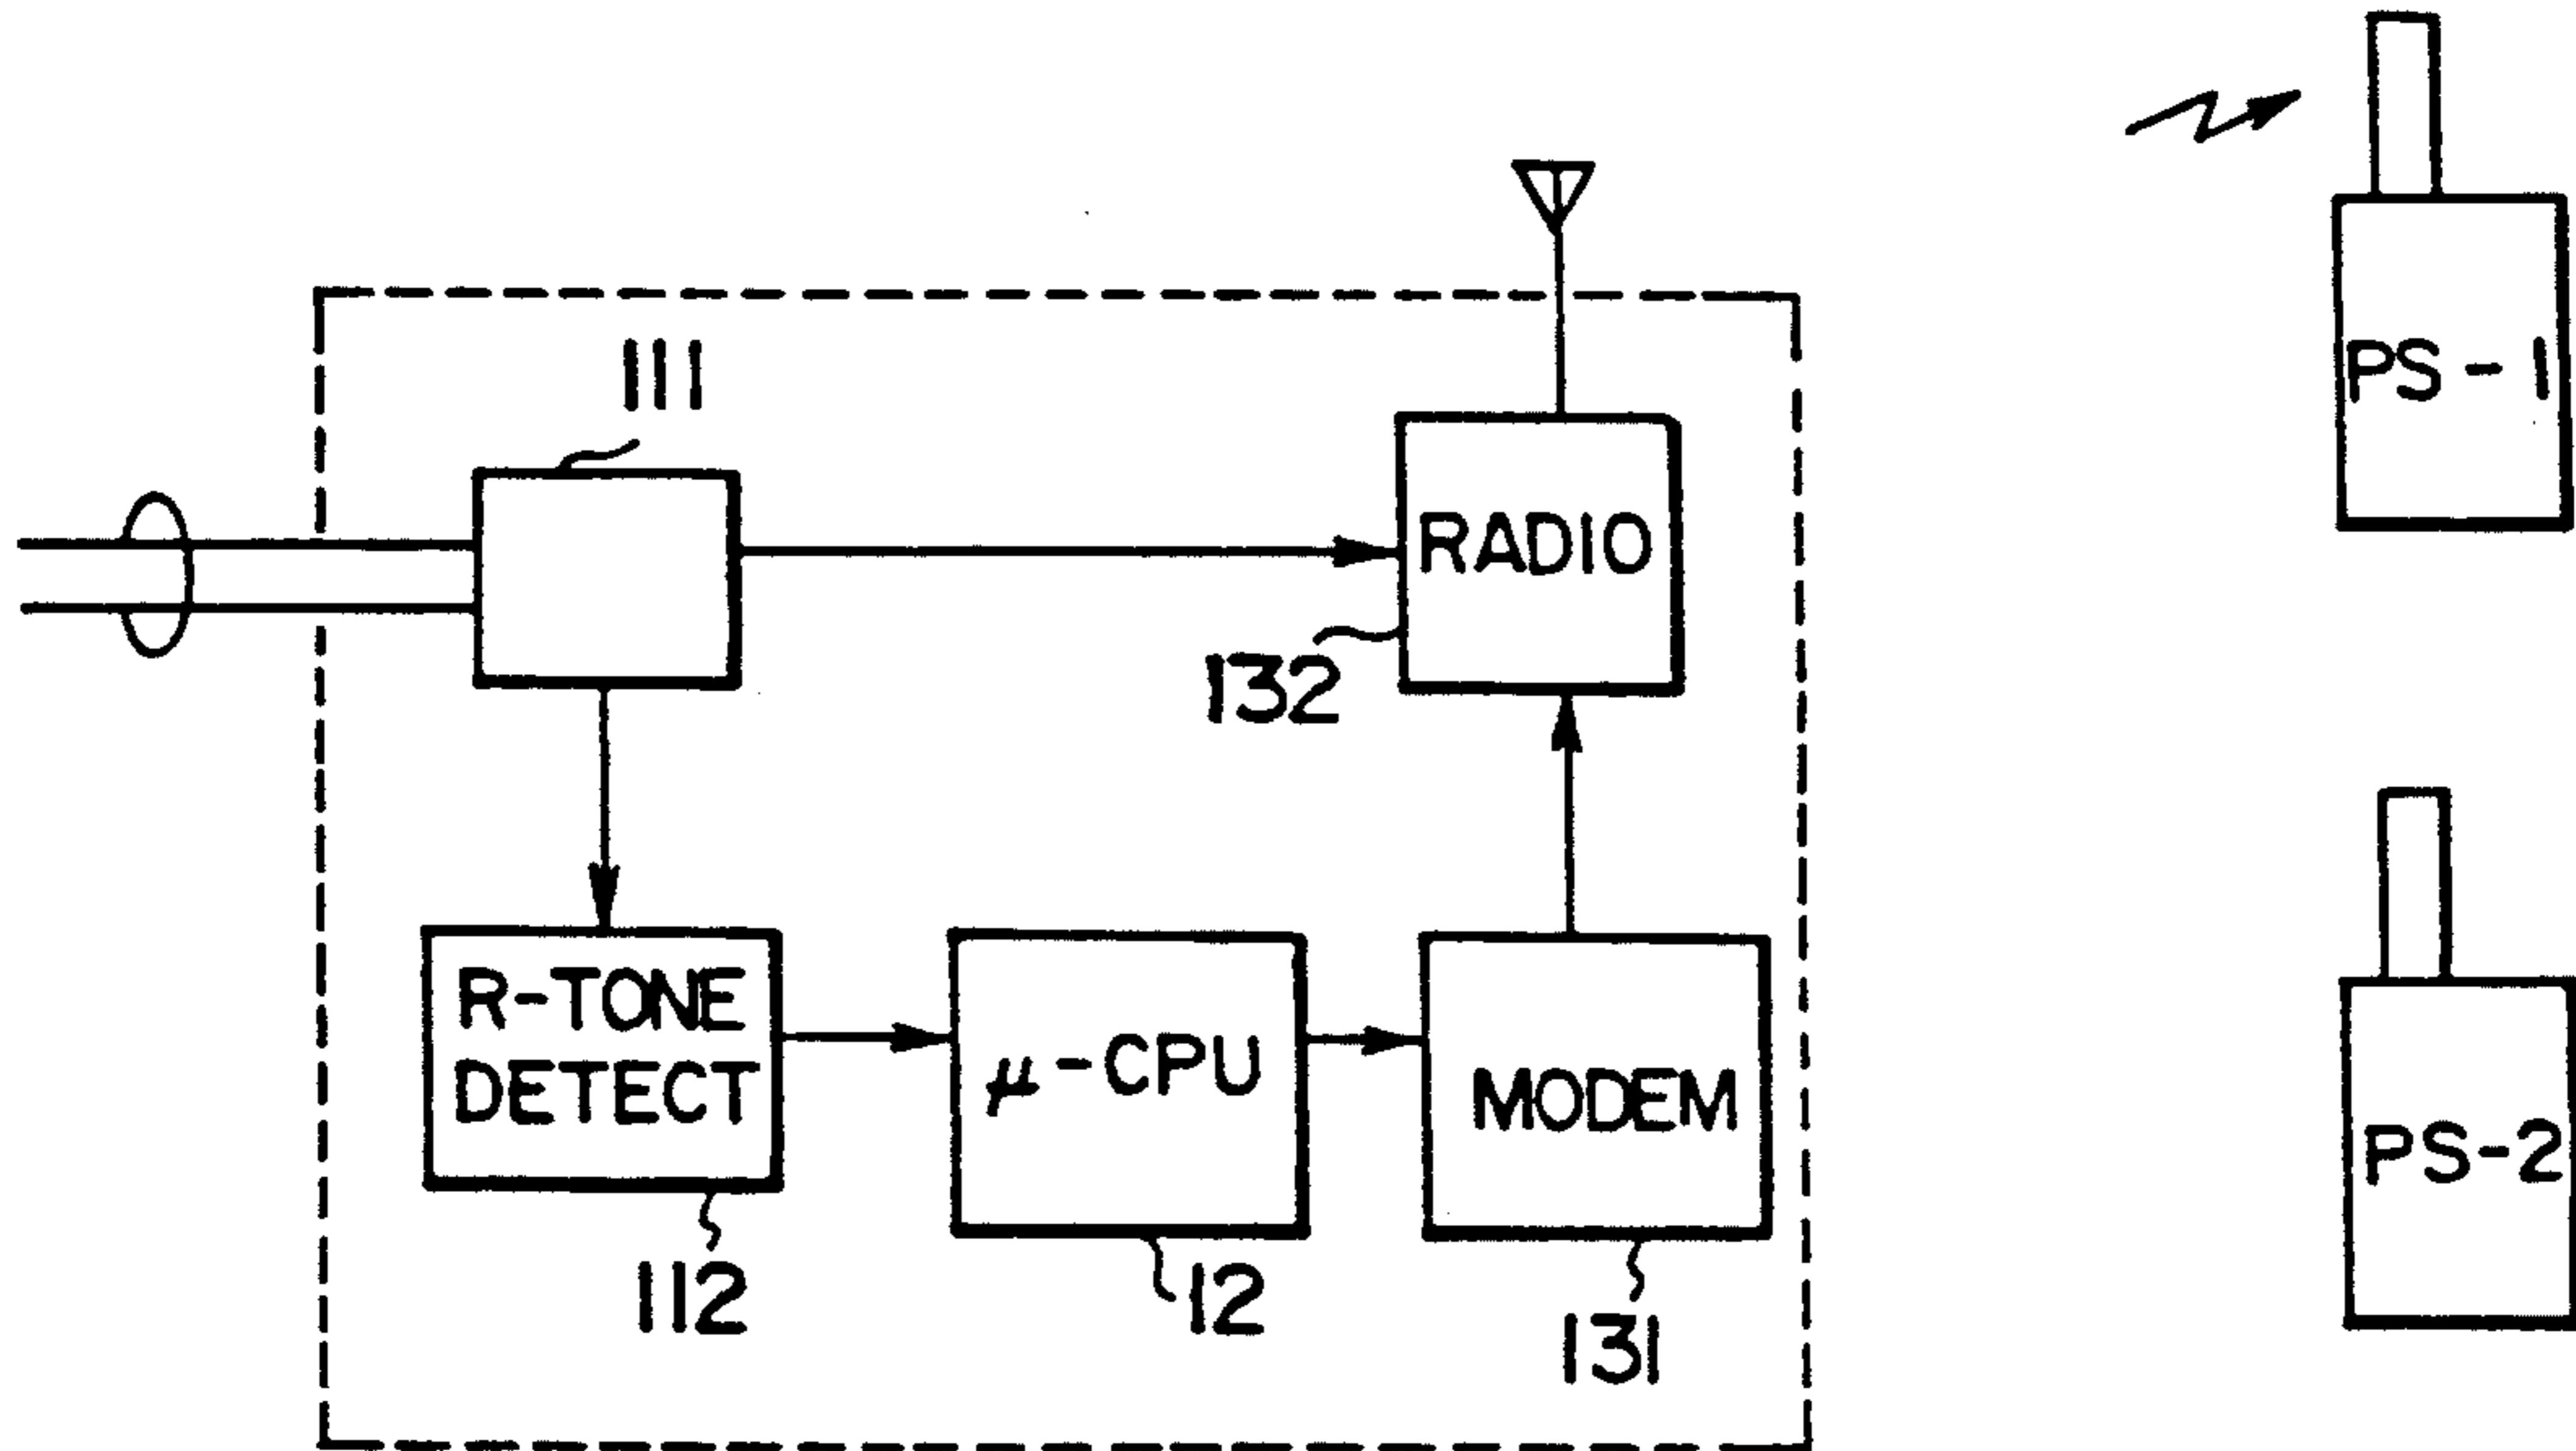 111
PS-1
RADIO
132
R-TONE
DETECT
μ-CPU
MODEM
PS-2
112
12
131